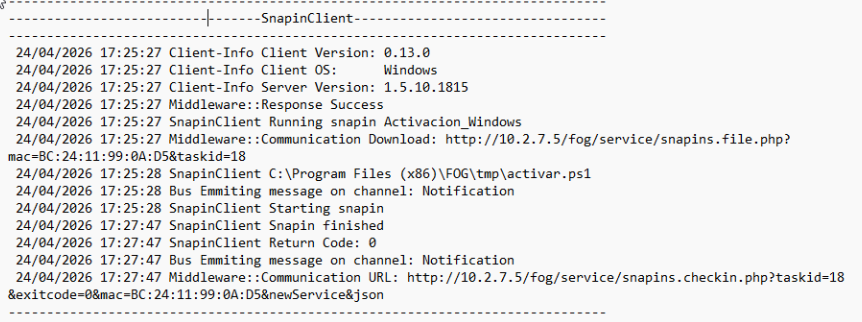 ------------------------------------------------------------------------
------------------------------SnapinClient------------------------------
------------------------------------------------------------------------
24/04/2026 17:25:27 Client-Info Client Version: 0.13.0
24/04/2026 17:25:27 Client-Info Client OS:      Windows
24/04/2026 17:25:27 Client-Info Server Version: 1.5.10.1815
24/04/2026 17:25:27 Middleware::Response Success
24/04/2026 17:25:27 SnapinClient Running snapin Activacion_Windows
24/04/2026 17:25:27 Middleware::Communication Download: http://10.2.7.5/fog/service/snapins.file.php?
mac=BC:24:11:99:0A:D5&taskid=18
24/04/2026 17:25:28 SnapinClient C:\Program Files (x86)\FOG\tmp\activar.ps1
24/04/2026 17:25:28 Bus Emmiting message on channel: Notification
24/04/2026 17:25:28 SnapinClient Starting snapin
24/04/2026 17:27:47 SnapinClient Snapin finished
24/04/2026 17:27:47 SnapinClient Return Code: 0
24/04/2026 17:27:47 Bus Emmiting message on channel: Notification
24/04/2026 17:27:47 Middleware::Communication URL: http://10.2.7.5/fog/service/snapins.checkin.php?taskid=18
&exitcode=0&mac=BC:24:11:99:0A:D5&newService&json
------------------------------------------------------------------------